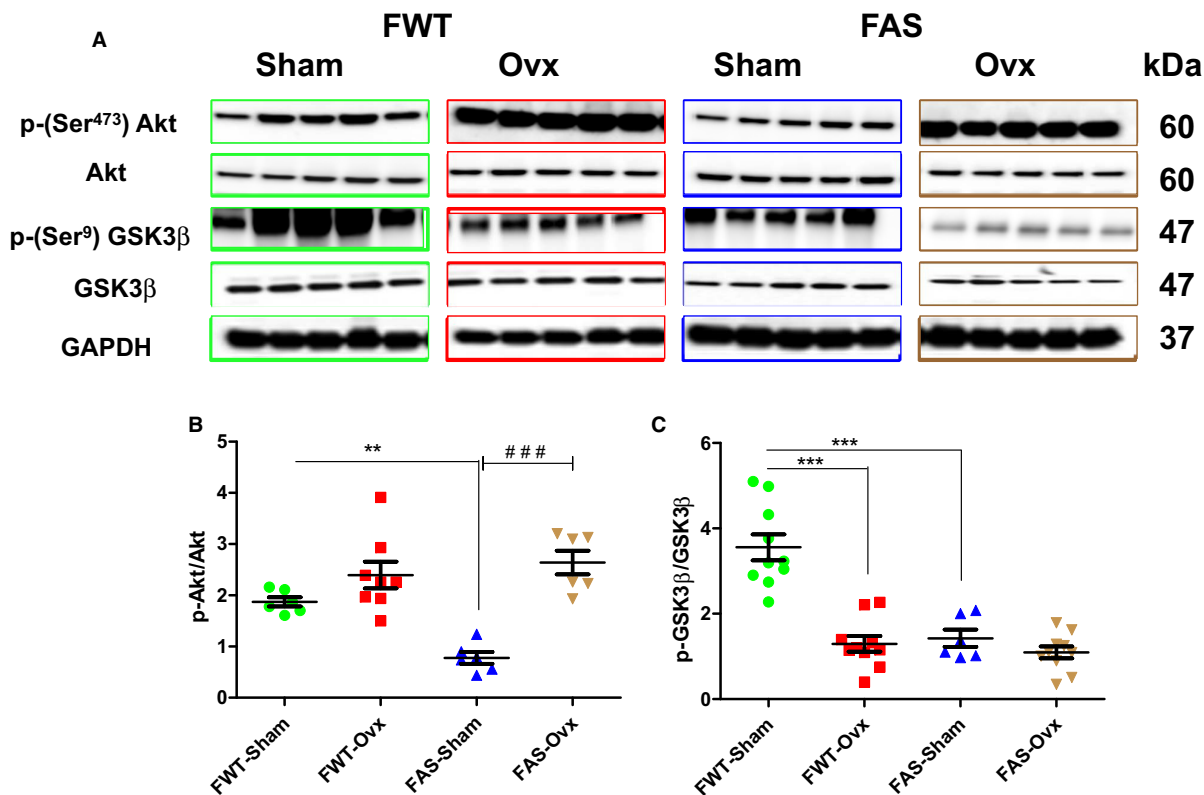 A
FWT FAS
Sham Ovx Sham Ovx kDa
p-(Ser⁴⁷³) Akt 60
Akt 60
p-(Ser⁹) GSK3β 47
GSK3β 47
GAPDH 37
B
p-Akt/Akt
5
4
3
2
1
0
**
# # #
FWT-Sham
FWT-Ovx
FAS-Sham
FAS-Ovx
C
p-GSK3β/GSK3β
6
4
2
0
***
***
FWT-Sham
FWT-Ovx
FAS-Sham
FAS-Ovx